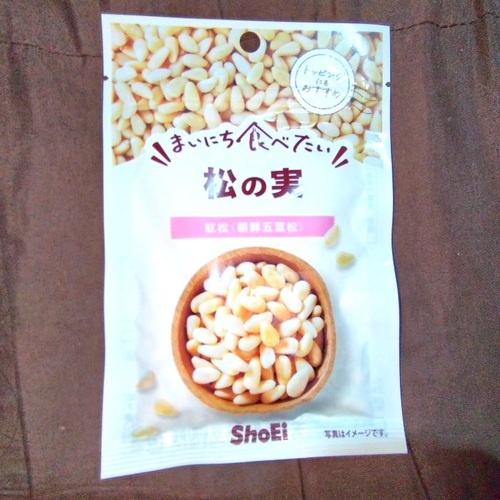 トッピング
にも
おすすめ
まいにち食べたい
松の実
紅松(朝鮮五葉松)
ShoEi
写真はイメージです。